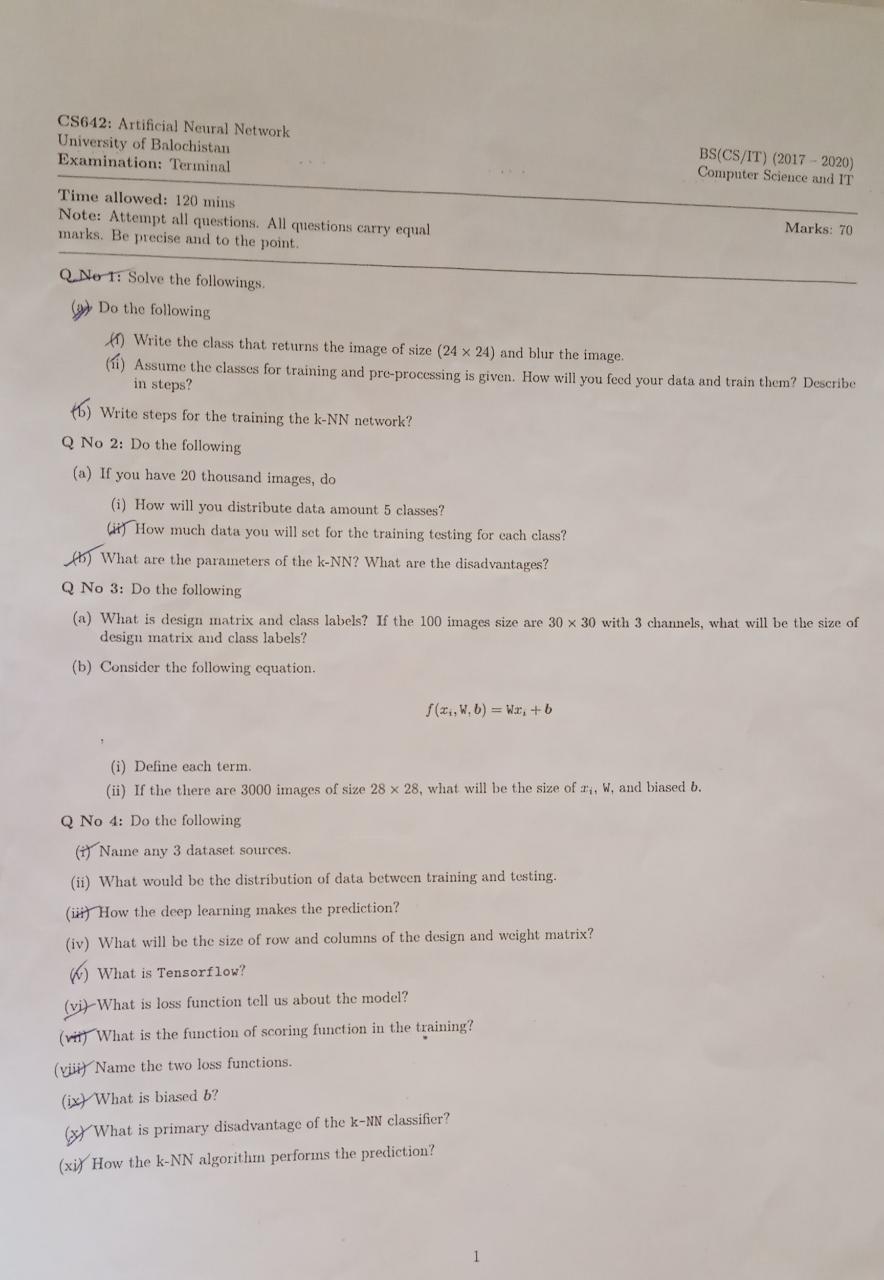 CS642: Artificial Neural Network
University of Balochistan
Examination: Terminal
BS(CS/IT) (2017 – 2020)
Computer Science and IT
Time allowed: 120 mins
Note: Attempt all questions. All questions carry equal
marks. Be precise and to the point.
Marks: 70
Q No 1: Solve the followings.
(a) Do the following
(i) Write the class that returns the image of size (24 × 24) and blur the image.
(ii) Assume the classes for training and pre-processing is given. How will you feed your data and train them? Describe
in steps?
(b) Write steps for the training the k-NN network?
Q No 2: Do the following
(a) If you have 20 thousand images, do
(i) How will you distribute data amount 5 classes?
(ii) How much data you will set for the training testing for each class?
(b) What are the parameters of the k-NN? What are the disadvantages?
Q No 3: Do the following
(a) What is design matrix and class labels? If the 100 images size are 30 × 30 with 3 channels, what will be the size of
design matrix and class labels?
(b) Consider the following equation.
f(xᵢ, W, b) = Wxᵢ + b
,
(i) Define each term.
(ii) If the there are 3000 images of size 28 × 28, what will be the size of xᵢ, W, and biased b.
Q No 4: Do the following
(i) Name any 3 dataset sources.
(ii) What would be the distribution of data between training and testing.
(iii) How the deep learning makes the prediction?
(iv) What will be the size of row and columns of the design and weight matrix?
(v) What is Tensorflow?
(vi) What is loss function tell us about the model?
(vii) What is the function of scoring function in the training?
(viii) Name the two loss functions.
(ix) What is biased b?
(x) What is primary disadvantage of the k-NN classifier?
(xi) How the k-NN algorithm performs the prediction?
1